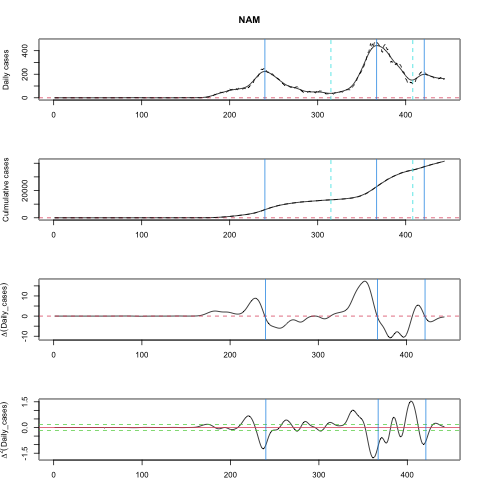 NAM
Daily cases
0 200 400
0 100 200 300 400
Culmulative cases
0 20000
0 100 200 300 400
Δ(Daily_cases)
-10 0 10
0 100 200 300 400
Δ²(Daily_cases)
-1.5 0.0 1.5
0 100 200 300 400